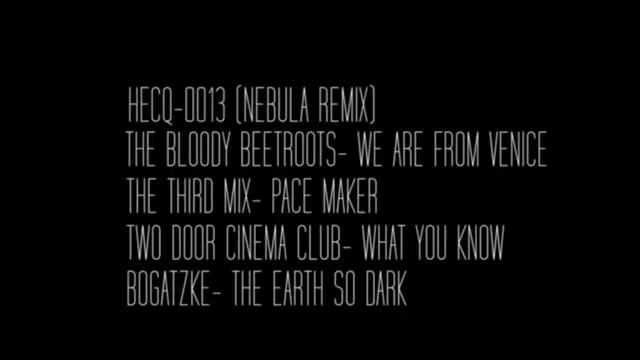 HECQ-0013 (NEBULA REMIX)
THE BLOODY BEETROOTS- WE ARE FROM VENICE
THE THIRD MIX- PACE MAKER
TWO DOOR CINEMA CLUB- WHAT YOU KNOW
BOGATZKE- THE EARTH SO DARK